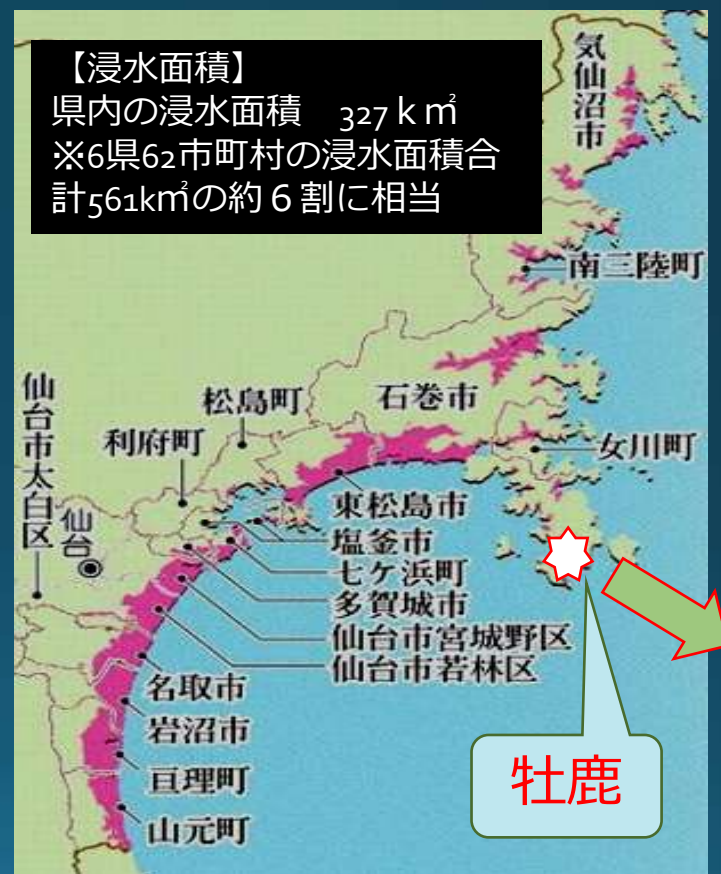 【浸水面積】
県内の浸水面積　327ｋ㎡
※6県62市町村の浸水面積合
計561k㎡の約６割に相当
気仙沼市
南三陸町
石巻市
松島町
利府町
女川町
仙台市太白区
仙台
東松島市
塩釜市
七ケ浜町
多賀城市
仙台市宮城野区
仙台市若林区
名取市
岩沼市
亘理町
山元町
牡鹿